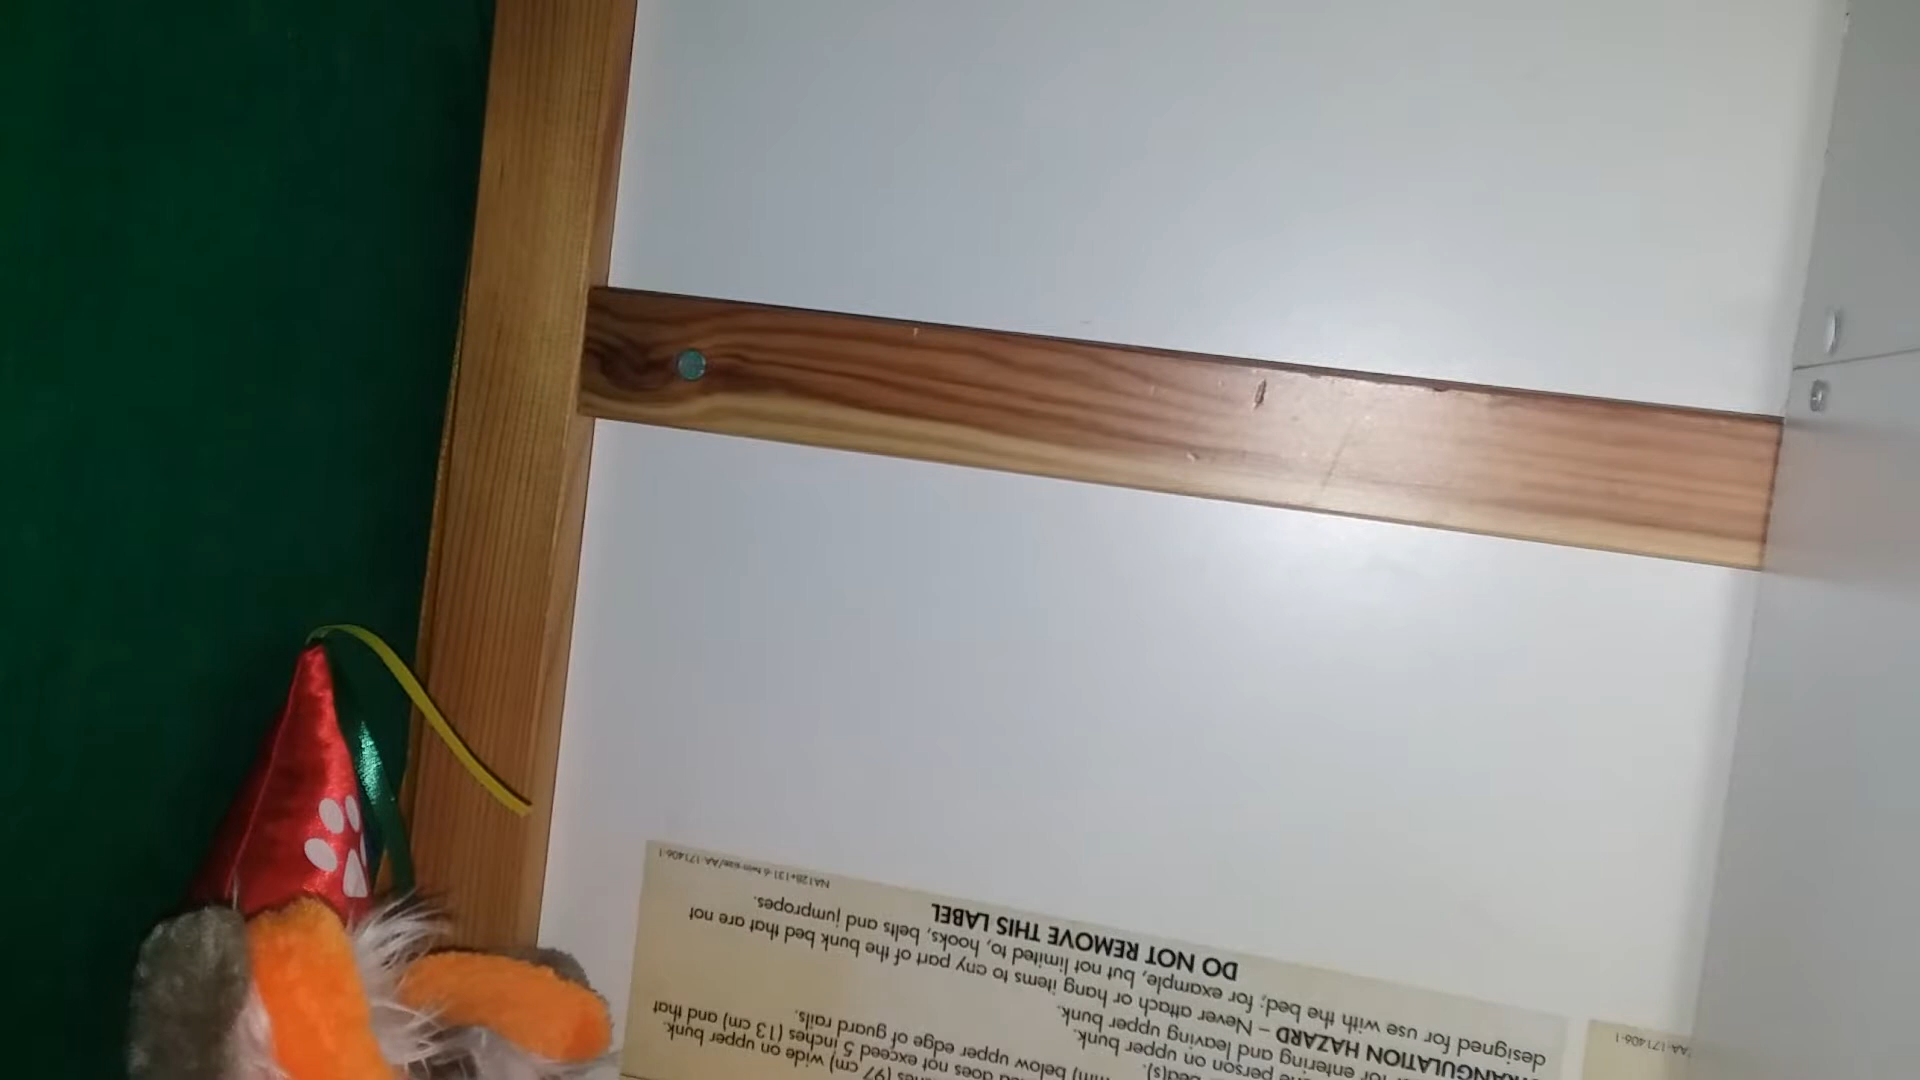 (97 cm) wide on upper bunk.
does not exceed 5 inches (13 cm) and that
mm) below upper edge of guard rails.
bed(s).
person on upper bunk.
for entering and leaving upper bunk.
TRANGULATION HAZARD – Never attach or hang items to any part of the bunk bed that are not
designed for use with the bed; for example, but not limited to, hooks, belts and jumpropes.
DO NOT REMOVE THIS LABEL
NA128+131-6 twin-size/AA-171406-1
AA-171406-1